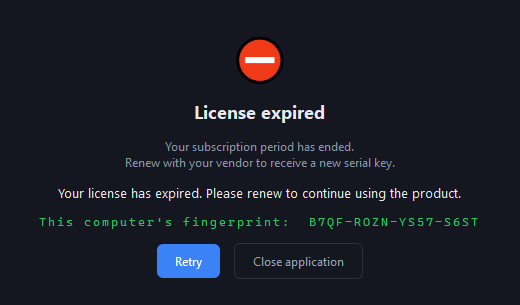 License expired
Your subscription period has ended.
Renew with your vendor to receive a new serial key.
Your license has expired. Please renew to continue using the product.
This computer's fingerprint: B7QF-ROZN-YS57-S6ST
Retry
Close application